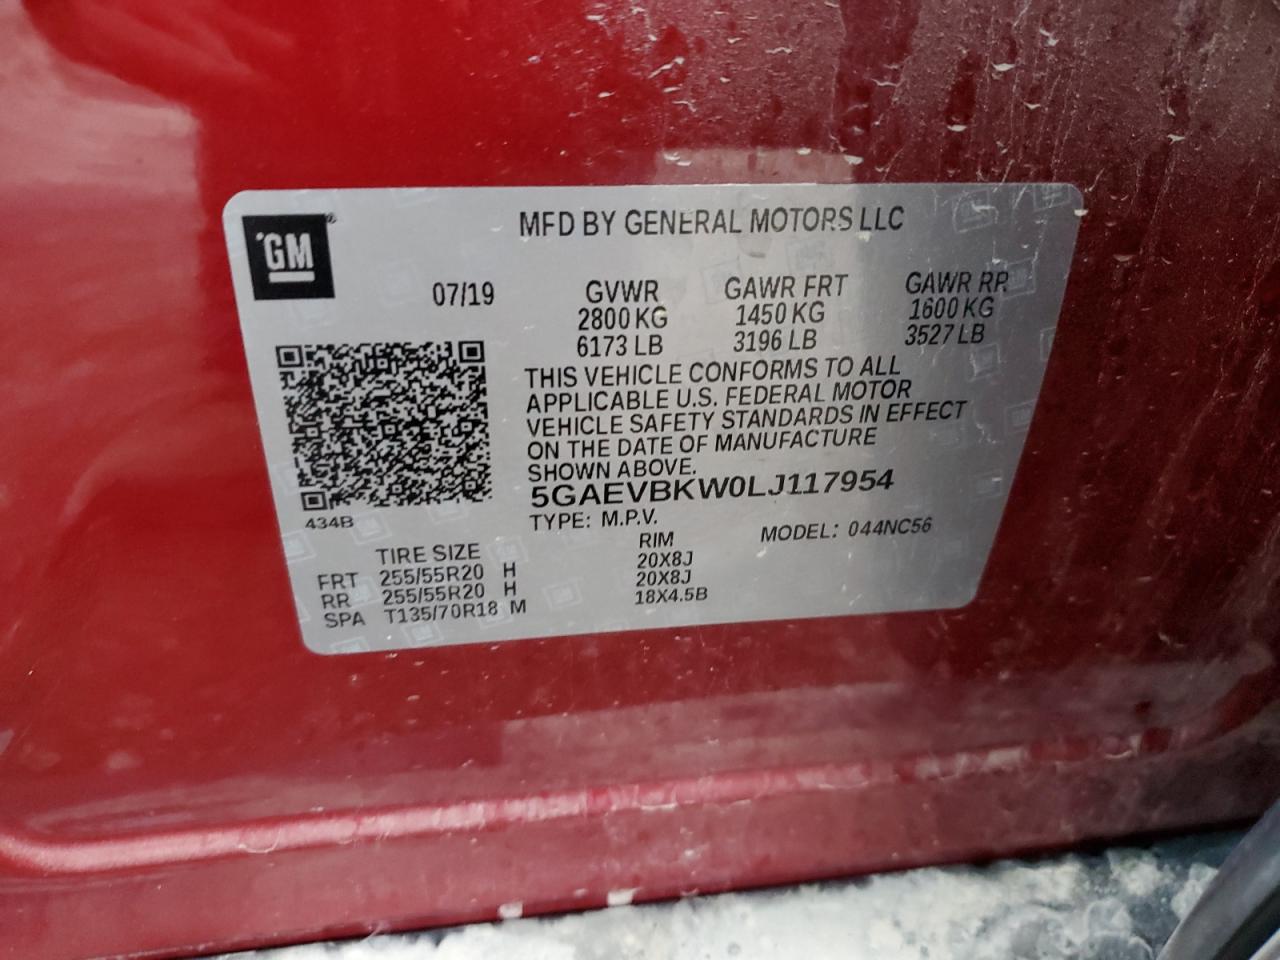 GM®
MFD BY GENERAL MOTORS LLC
07/19
GVWR GAWR FRT GAWR RR
2800 KG 1450 KG 1600 KG
6173 LB 3196 LB 3527 LB
THIS VEHICLE CONFORMS TO ALL
APPLICABLE U.S. FEDERAL MOTOR
VEHICLE SAFETY STANDARDS IN EFFECT
ON THE DATE OF MANUFACTURE
SHOWN ABOVE.
5GAEVBKW0LJ117954
434B
TYPE: M.P.V. MODEL: 044NC56
TIRE SIZE RIM
FRT 255/55R20 H 20X8J
RR 255/55R20 H 20X8J
SPA T135/70R18 M 18X4.5B